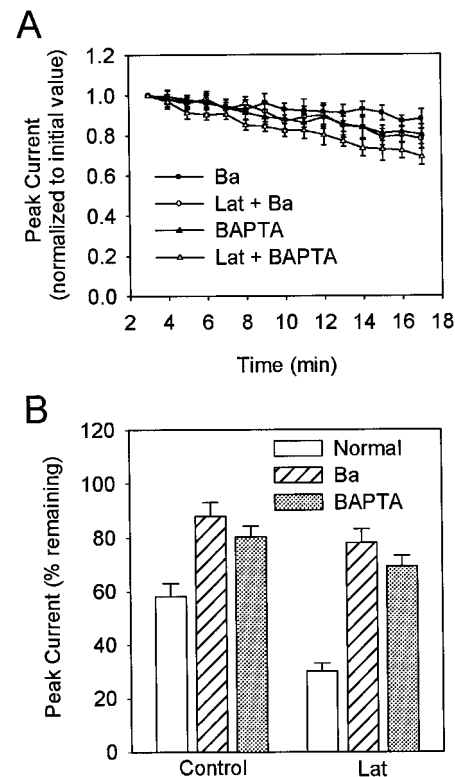 A
Peak Current
(normalized to initial value)
1.2
1.0
0.8
0.6
0.4
0.2
0.0
Ba
Lat + Ba
BAPTA
Lat + BAPTA
2 4 6 8 10 12 14 16 18
Time (min)
B
Peak Current (% remaining)
120
100
80
60
40
20
0
Normal
Ba
BAPTA
Control Lat